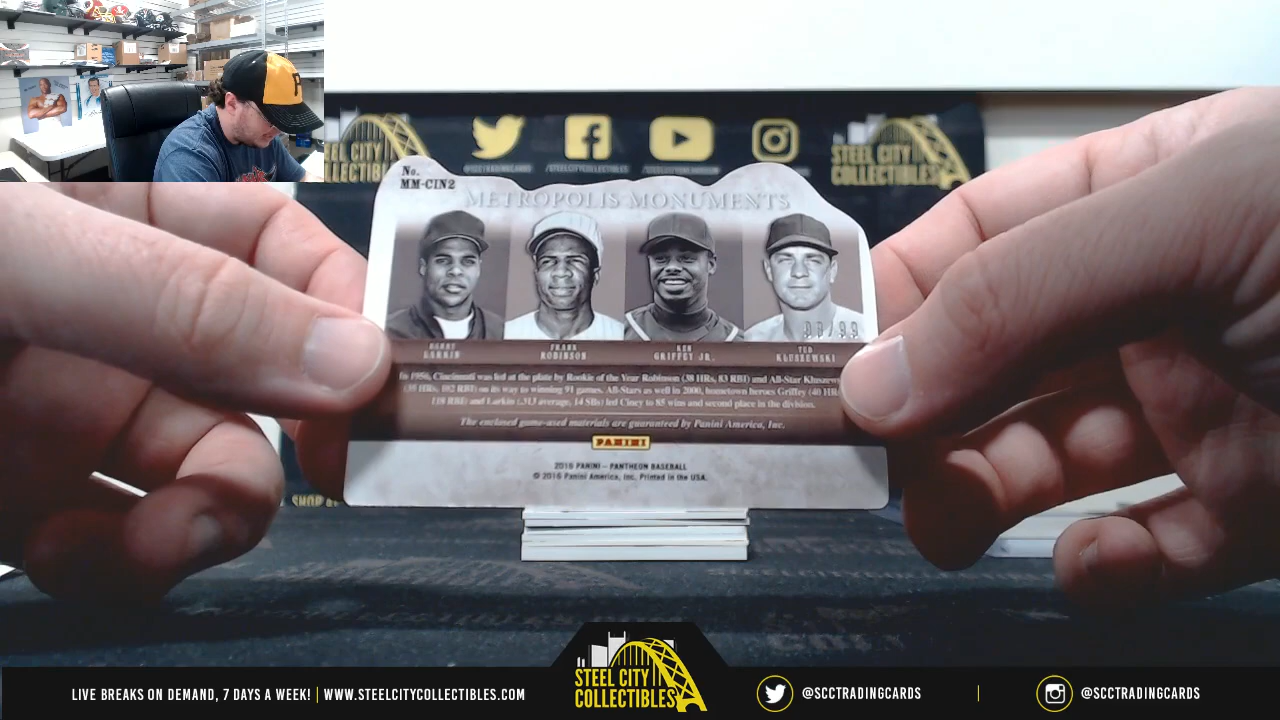 STEEL CITY
COLLECTIBLES
@SCCTRADINGCARDS
/STEELCITYCOLLECTIBLES
/SCCTRADINGCARDS
STEEL CITY
COLLECTIBLES
No.
MM-CIN2
METROPOLIS MONUMENTS
BARRY
LARKIN
FRANK
ROBINSON
KEN
GRIFFEY JR.
TED
KLUSZEWSKI
In 1956, Cincinnati was led at the plate by Rookie of the Year Robinson (38 HRs, 83 RBI) and All-Star Kluszew
(35 HRs, 102 RBI) on its way to winning 91 games. All-Stars as well in 2000, hometown heroes Griffey (40 HR
118 RBI) and Larkin (.313 average, 14 SBs) led Cincy to 85 wins and second place in the division.
The enclosed game-used materials are guaranteed by Panini America, Inc.
PANINI
2016 PANINI – PANTHEON BASEBALL
© 2016 Panini America, Inc. Printed in the USA.
SHOP
STEEL CITY
COLLECTIBLES
LIVE BREAKS ON DEMAND, 7 DAYS A WEEK! | WWW.STEELCITYCOLLECTIBLES.COM
@SCCTRADINGCARDS
@SCCTRADINGCARDS